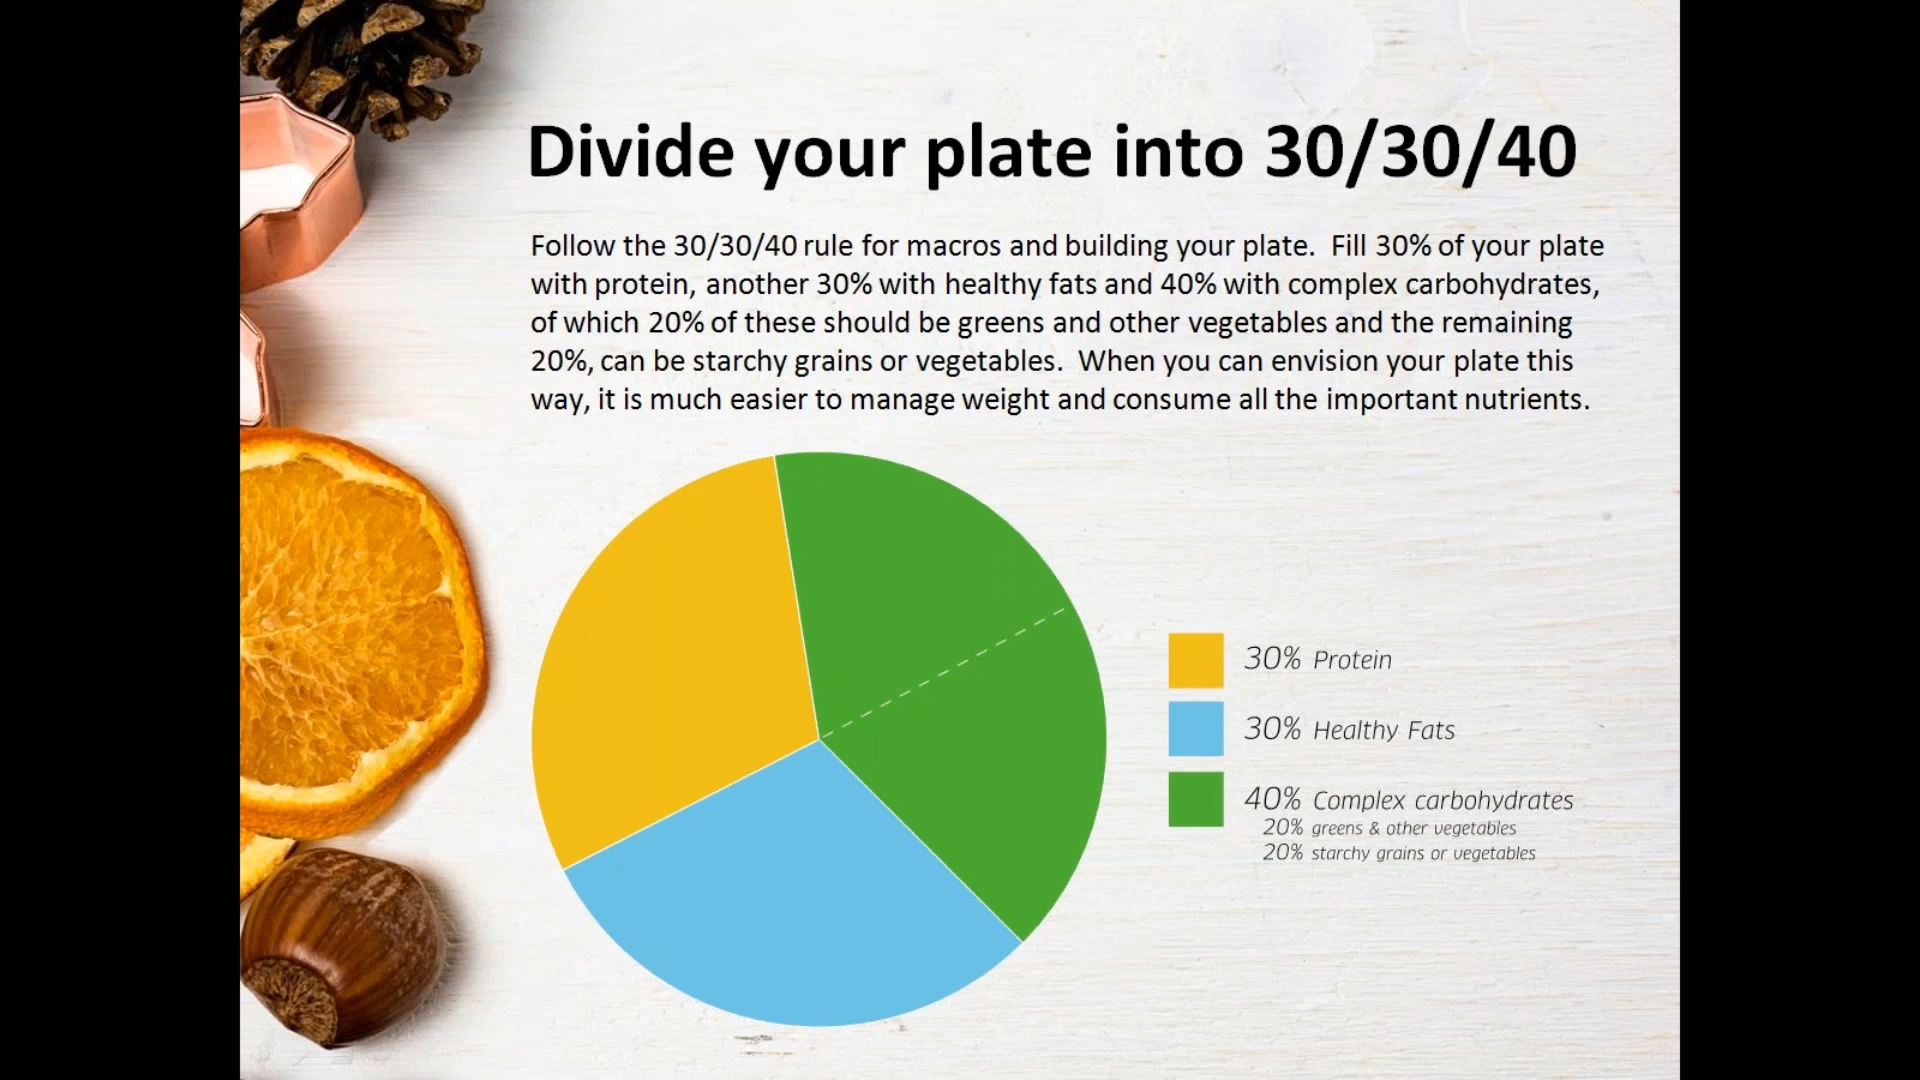 Divide your plate into 30/30/40
Follow the 30/30/40 rule for macros and building your plate.  Fill 30% of your plate
with protein, another 30% with healthy fats and 40% with complex carbohydrates,
of which 20% of these should be greens and other vegetables and the remaining
20%, can be starchy grains or vegetables.  When you can envision your plate this
way, it is much easier to manage weight and consume all the important nutrients.
30% Protein
30% Healthy Fats
40% Complex carbohydrates
20% greens & other vegetables
20% starchy grains or vegetables